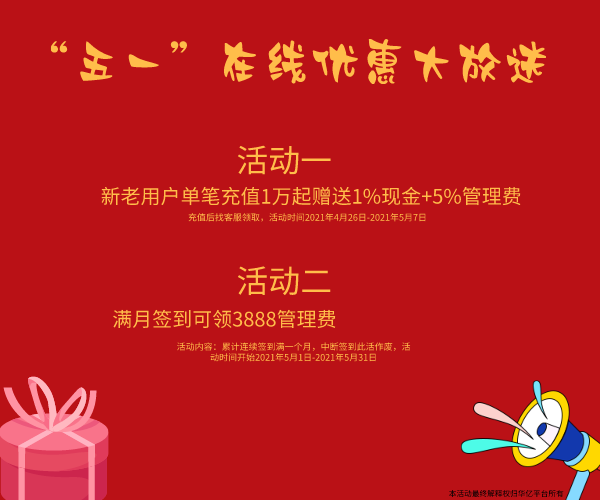 “五一”在线优惠大放送
活动一
新老用户单笔充值1万起赠送1%现金+5%管理费
充值后找客服领取，活动时间2021年4月26日-2021年5月7日
活动二
满月签到可领3888管理费
活动内容：累计连续签到满一个月，中断签到此活作废，活
动时间开始2021年5月1日-2021年5月31日
本活动最终解释权归华亿平台所有